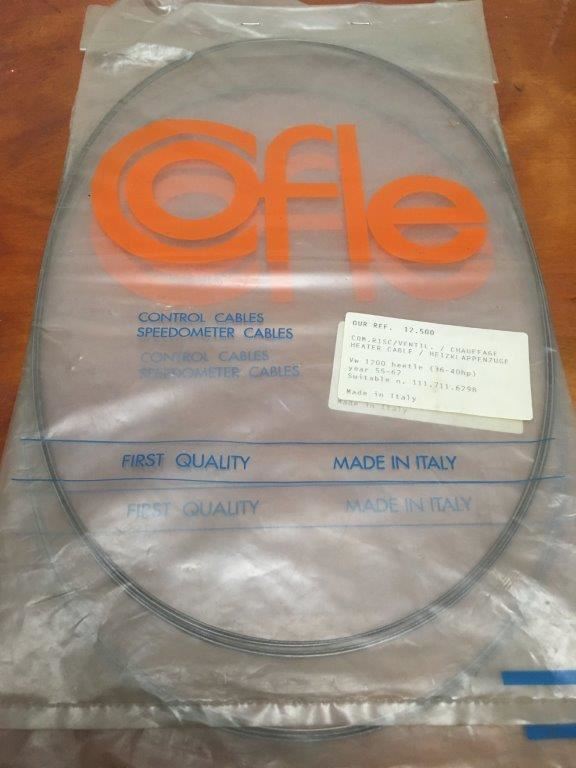 Cofle
CONTROL CABLES
SPEEDOMETER CABLES
CONTROL CABLES
SPEEDOMETER CABLES
OUR REF. 12.500
COM.RISC/VENTIL. / CHAUFFAGE
HEATER CABLE / HEIZKLAPPENZUGE
Vw 1200 beetle (36-40hp)
year 55-67
Suitable n. 111.711.629B
Made in Italy
Made in Italy
FIRST QUALITY MADE IN ITALY
FIRST QUALITY MADE IN ITALY